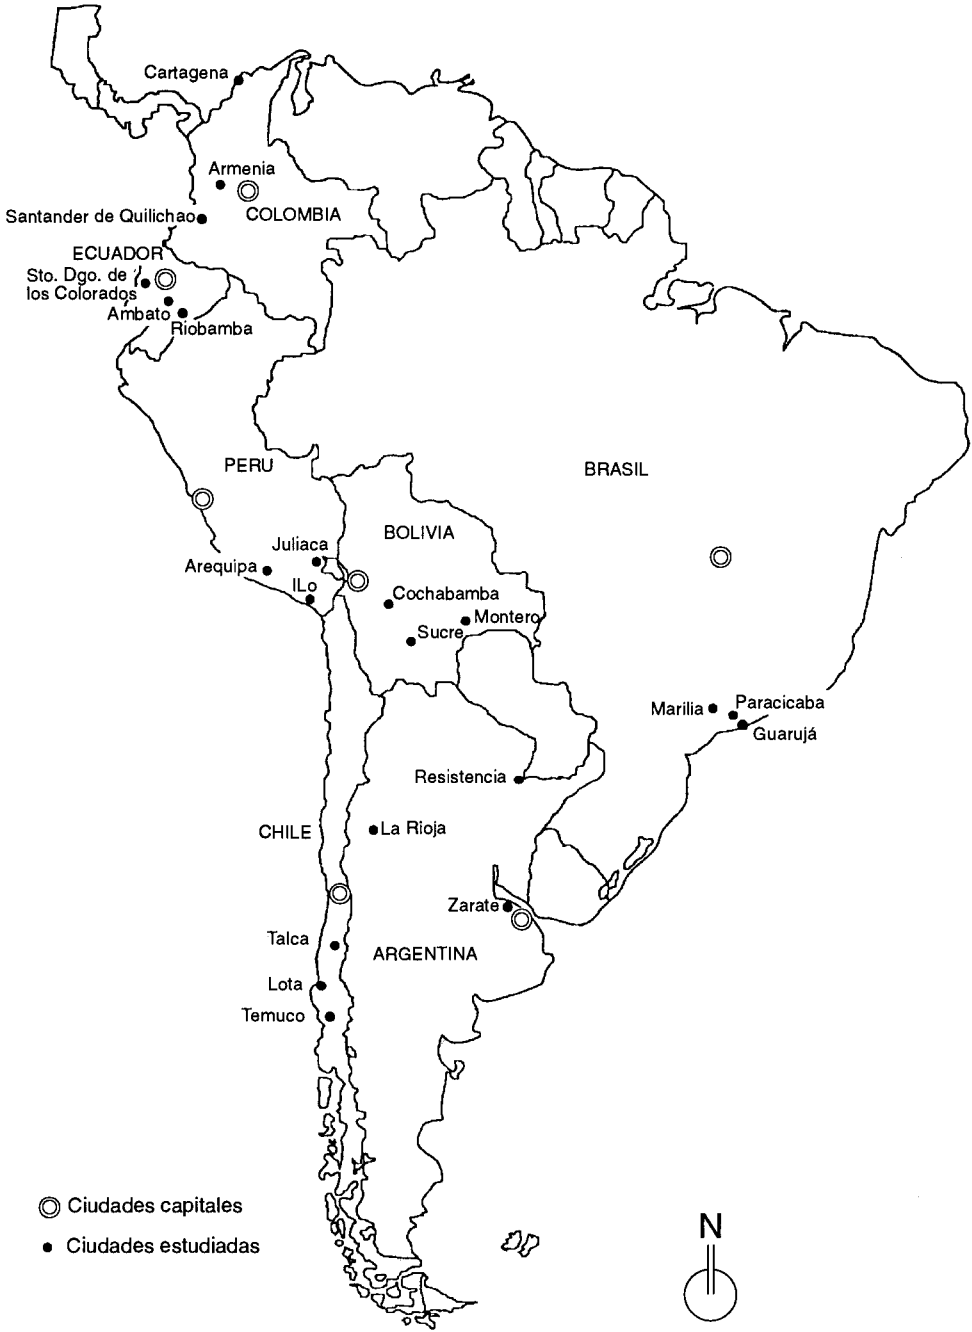 Cartagena
Armenia
COLOMBIA
Santander de Quilichao
ECUADOR
Sto. Dgo. de
los Colorados
Ambato
Riobamba
PERU
BRASIL
BOLIVIA
Juliaca
Arequipa
ILo
Cochabamba
Montero
Sucre
Marilia
Paracicaba
Guarujá
Resistencia
CHILE
La Rioja
Zarate
Talca
ARGENTINA
Lota
Temuco
Ciudades capitales
Ciudades estudiadas
N